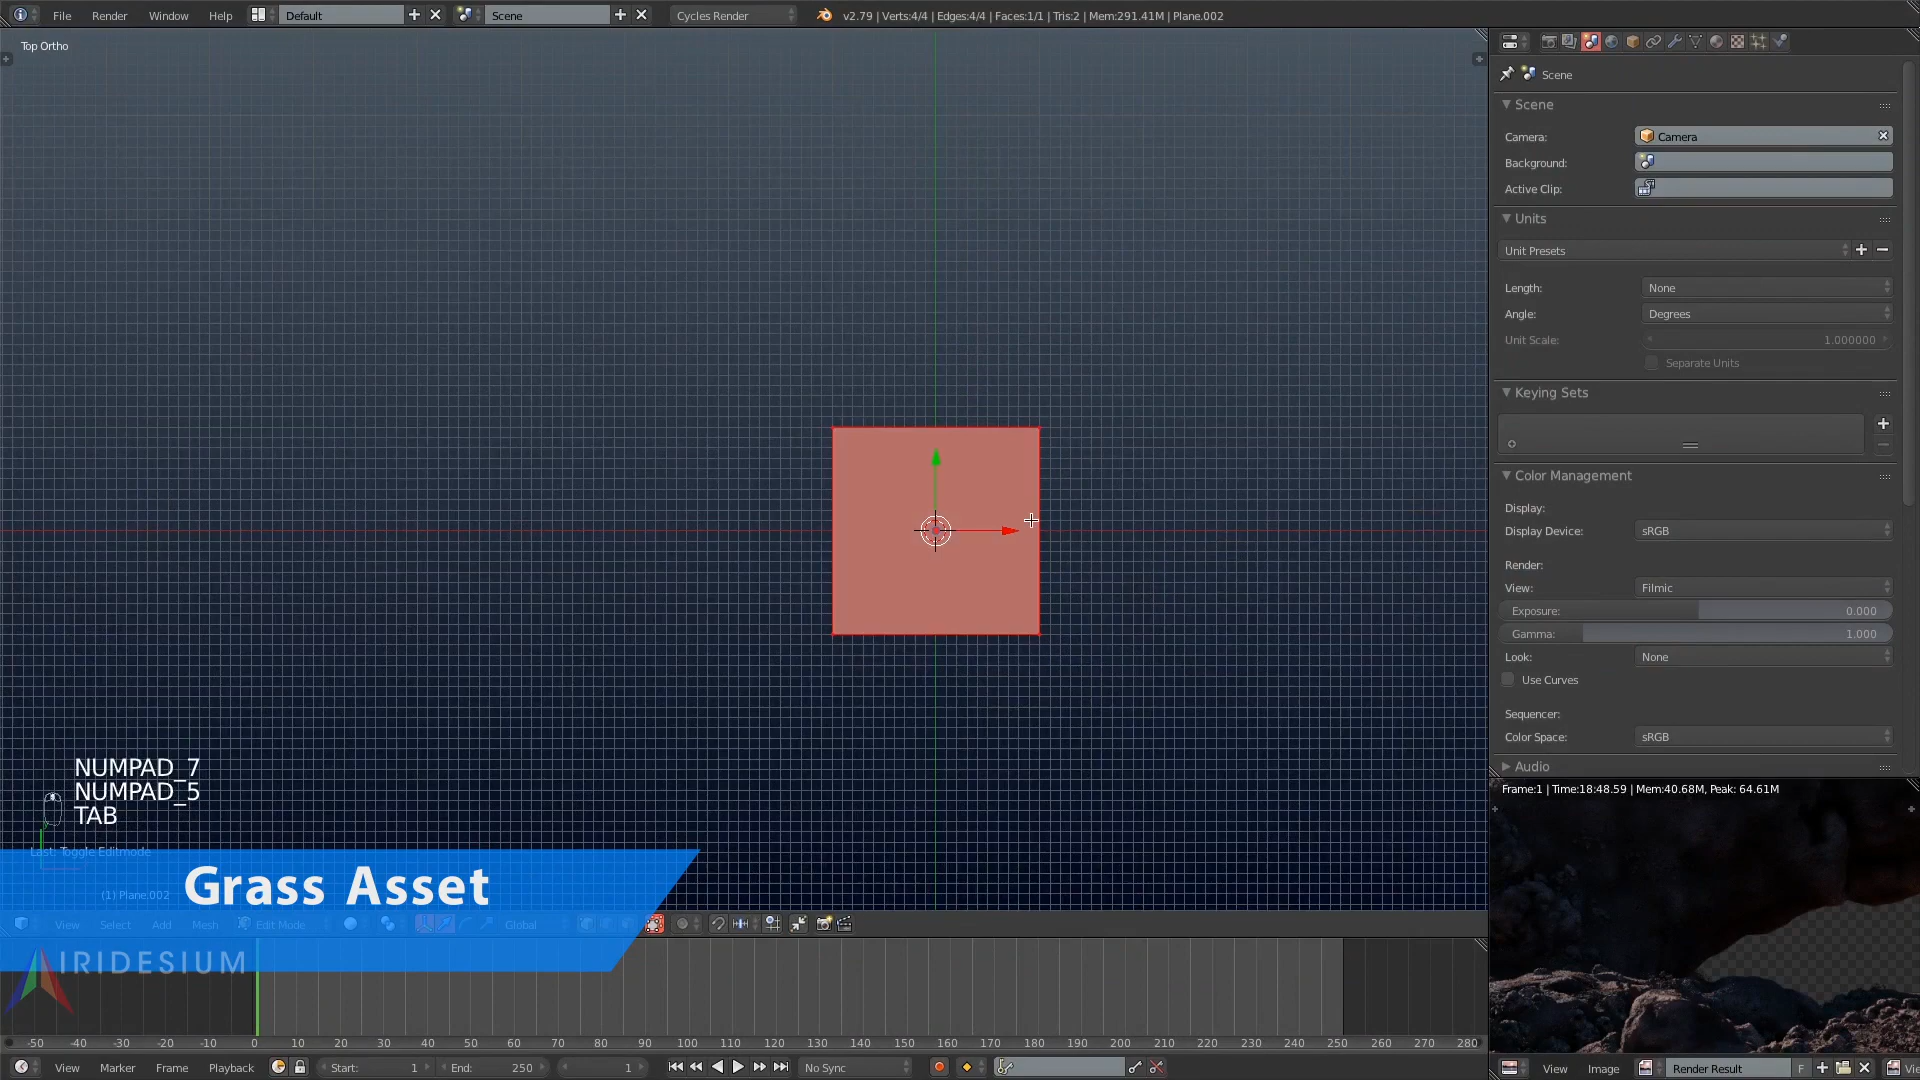 File Render Window Help Default Scene Cycles Render v2.79 | Verts:4/4 | Edges:4/4 | Faces:1/1 | Tris:2 | Mem:291.41M | Plane.002
Top Ortho
Scene
Scene
Camera: Camera
Background:
Active Clip:
Units
Unit Presets
Length: None
Angle: Degrees
Unit Scale: 1.000000
Separate Units
Keying Sets
Color Management
Display:
Display Device: sRGB
Render:
View: Filmic
Exposure: 0.000
Gamma: 1.000
Look: None
Use Curves
Sequencer:
Color Space: sRGB
Audio
NUMPAD_7
NUMPAD_5
TAB
Last: Toggle Editmode
Grass Asset
(1) Plane.002
View Select Add Mesh Edit Mode Global
IRIDESIUM
Frame:1 | Time:18:48.59 | Mem:40.68M, Peak: 64.61M
-50 -40 -30 -20 -10 0 10 20 30 40 50 60 70 80 90 100 110 120 130 140 150 160 170 180 190 200 210 220 230 240 250 260 270 280
View Marker Frame Playback Start: 1 End: 250 1 No Sync
View Image Render Result F Vie